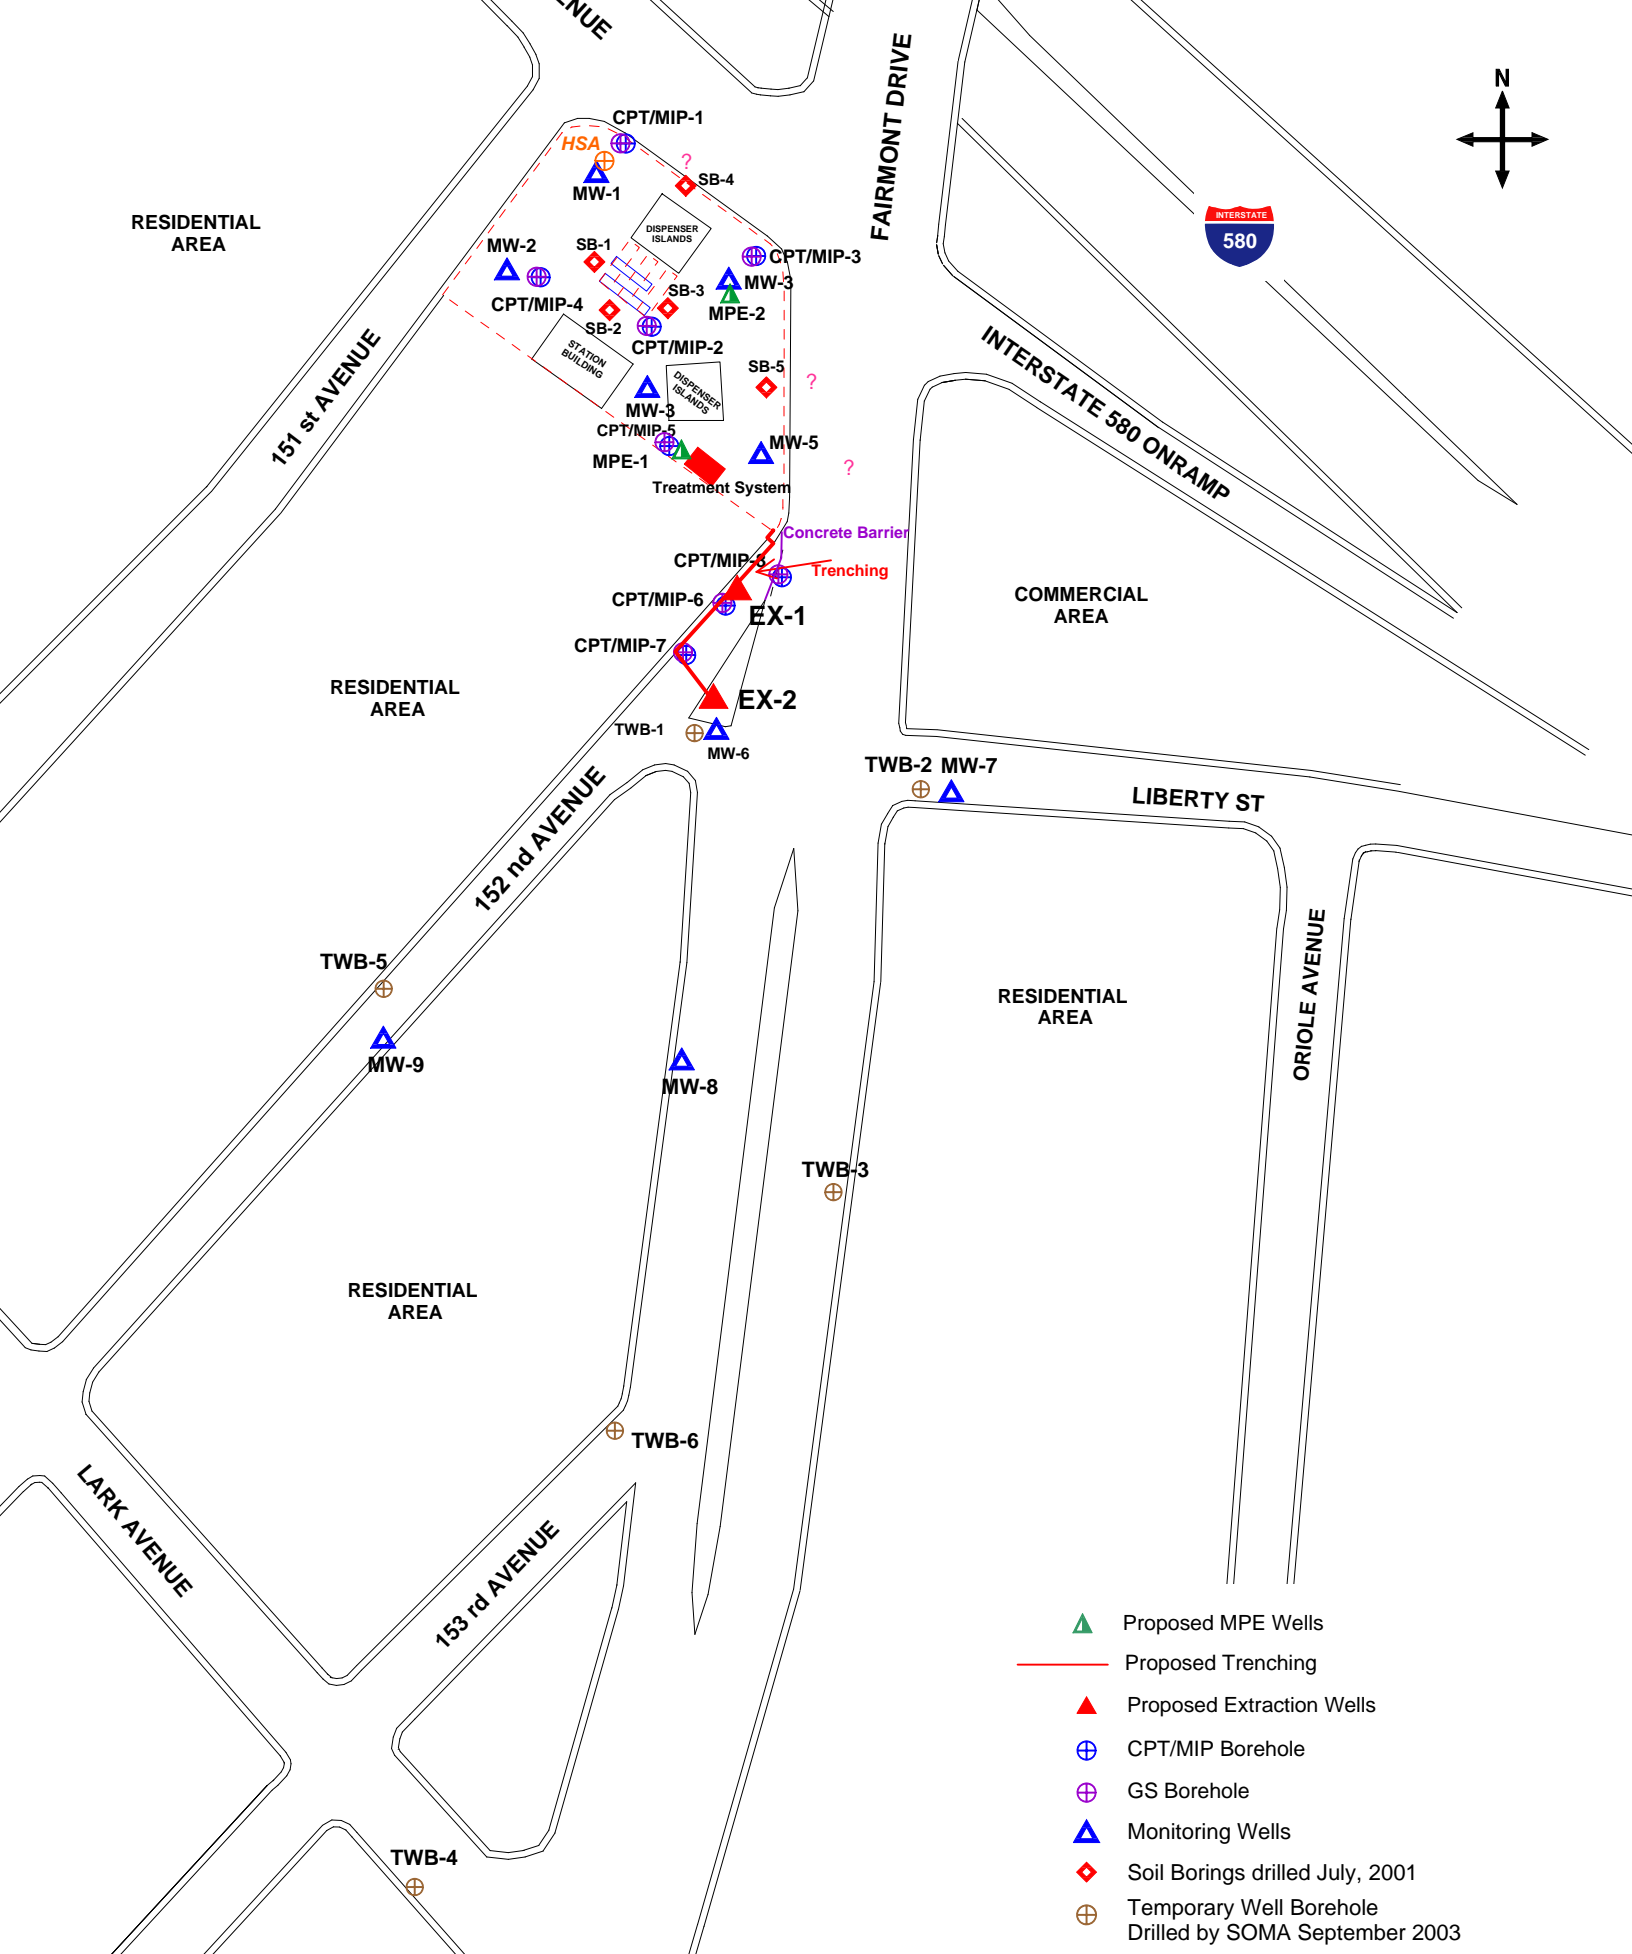 ENUE
FAIRMONT DRIVE
N
CPT/MIP-1
HSA
?
SB-4
MW-1
RESIDENTIAL
AREA
INTERSTATE
580
DISPENSER
ISLANDS
MW-2
SB-1
CPT/MIP-3
MW-3
SB-3
CPT/MIP-4
MPE-2
SB-2
STATION
BUILDING
CPT/MIP-2
INTERSTATE 580 ONRAMP
151 st AVENUE
SB-5
?
DISPENSER
ISLANDS
MW-3
CPT/MIP-5
MW-5
MPE-1
?
Treatment System
Concrete Barrier
CPT/MIP-8
Trenching
CPT/MIP-6
EX-1
COMMERCIAL
AREA
CPT/MIP-7
RESIDENTIAL
AREA
EX-2
TWB-1
MW-6
TWB-2
MW-7
LIBERTY ST
152 nd AVENUE
TWB-5
ORIOLE AVENUE
RESIDENTIAL
AREA
MW-9
MW-8
TWB-3
RESIDENTIAL
AREA
TWB-6
LARK AVENUE
153 rd AVENUE
TWB-4
Proposed MPE Wells
Proposed Trenching
Proposed Extraction Wells
CPT/MIP Borehole
GS Borehole
Monitoring Wells
Soil Borings drilled July, 2001
Temporary Well Borehole
Drilled by SOMA September 2003